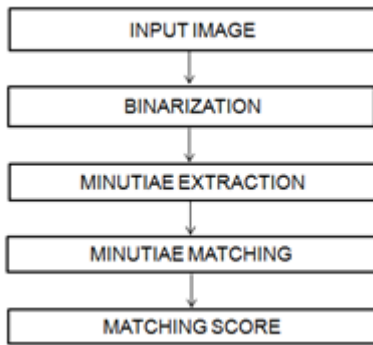 INPUT IMAGE
BINARIZATION
MINUTIAE EXTRACTION
MINUTIAE MATCHING
MATCHING SCORE